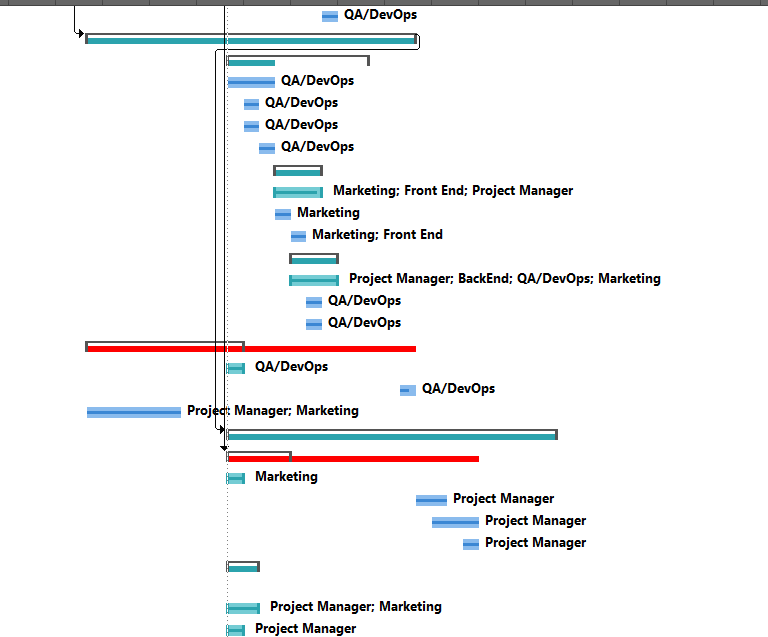 QA/DevOps
QA/DevOps
QA/DevOps
QA/DevOps
QA/DevOps
Marketing; Front End; Project Manager
Marketing
Marketing; Front End
Project Manager; BackEnd; QA/DevOps; Marketing
QA/DevOps
QA/DevOps
QA/DevOps
QA/DevOps
Project Manager; Marketing
Marketing
Project Manager
Project Manager
Project Manager
Project Manager; Marketing
Project Manager